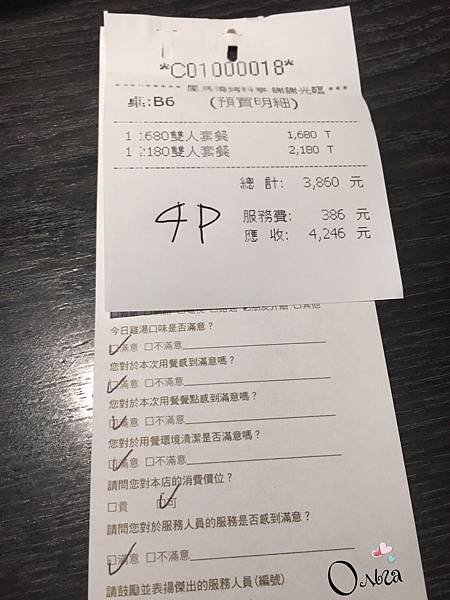 *C01000018*
謝謝光臨 ***
桌:B6 (預買明細)
1 1680雙人套餐 1,680 T
1 2180雙人套餐 2,180 T
總 計: 3,860 元
4P
服務費: 386 元
應 收: 4,246 元
今日雞湯口味是否滿意？
□滿意 □不滿意
您對於本次用餐感到滿意嗎？
□滿意 □不滿意
您對於本次用餐餐點感到滿意嗎？
□滿意 □不滿意
您對於用餐環境清潔是否滿意嗎？
□滿意 □不滿意
請問您對本店的消費價位？
□貴 □可
請問您對於服務人員的服務是否感到滿意？
□滿意 □不滿意
請鼓勵並表揚傑出的服務人員（編號）
Ольга